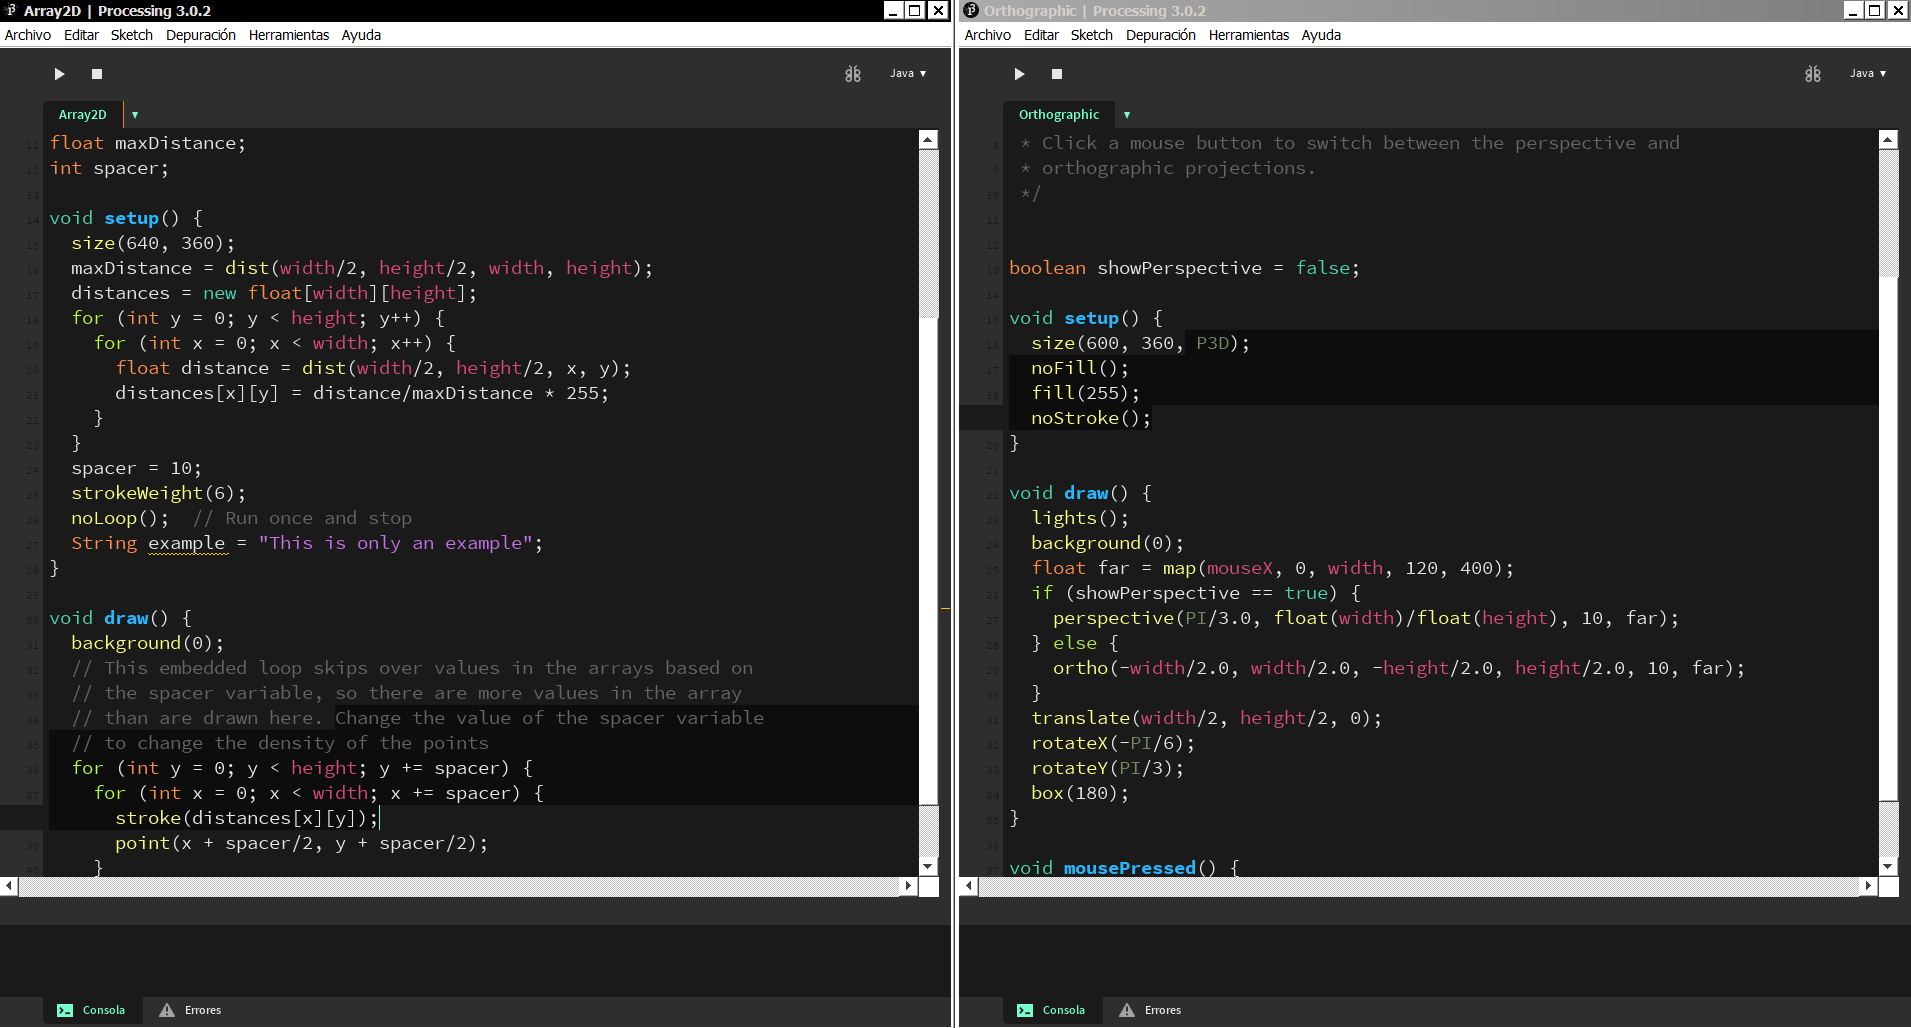 Array2D | Processing 3.0.2
Archivo Editar Sketch Depuración Herramientas Ayuda
Java ▾
Array2D ▾
11 float maxDistance;
12 int spacer;
13
14 void setup() {
15 size(640, 360);
16 maxDistance = dist(width/2, height/2, width, height);
17 distances = new float[width][height];
18 for (int y = 0; y < height; y++) {
19 for (int x = 0; x < width; x++) {
20 float distance = dist(width/2, height/2, x, y);
21 distances[x][y] = distance/maxDistance * 255;
22 }
23 }
24 spacer = 10;
25 strokeWeight(6);
26 noLoop();  // Run once and stop
27 String example = "This is only an example";
28 }
29
30 void draw() {
31 background(0);
32 // This embedded loop skips over values in the arrays based on
33 // the spacer variable, so there are more values in the array
34 // than are drawn here. Change the value of the spacer variable
35 // to change the density of the points
36 for (int y = 0; y < height; y += spacer) {
37 for (int x = 0; x < width; x += spacer) {
stroke(distances[x][y]);
39 point(x + spacer/2, y + spacer/2);
40 }
Consola Errores
Orthographic | Processing 3.0.2
Archivo Editar Sketch Depuración Herramientas Ayuda
Java ▾
Orthographic ▾
8 * Click a mouse button to switch between the perspective and
9 * orthographic projections.
10 */
11
12
13 boolean showPerspective = false;
14
15 void setup() {
16 size(600, 360, P3D);
17 noFill();
18 fill(255);
noStroke();
20 }
21
22 void draw() {
23 lights();
24 background(0);
25 float far = map(mouseX, 0, width, 120, 400);
26 if (showPerspective == true) {
27 perspective(PI/3.0, float(width)/float(height), 10, far);
28 } else {
29 ortho(-width/2.0, width/2.0, -height/2.0, height/2.0, 10, far);
30 }
31 translate(width/2, height/2, 0);
32 rotateX(-PI/6);
33 rotateY(PI/3);
34 box(180);
35 }
36
37 void mousePressed() {
Consola Errores